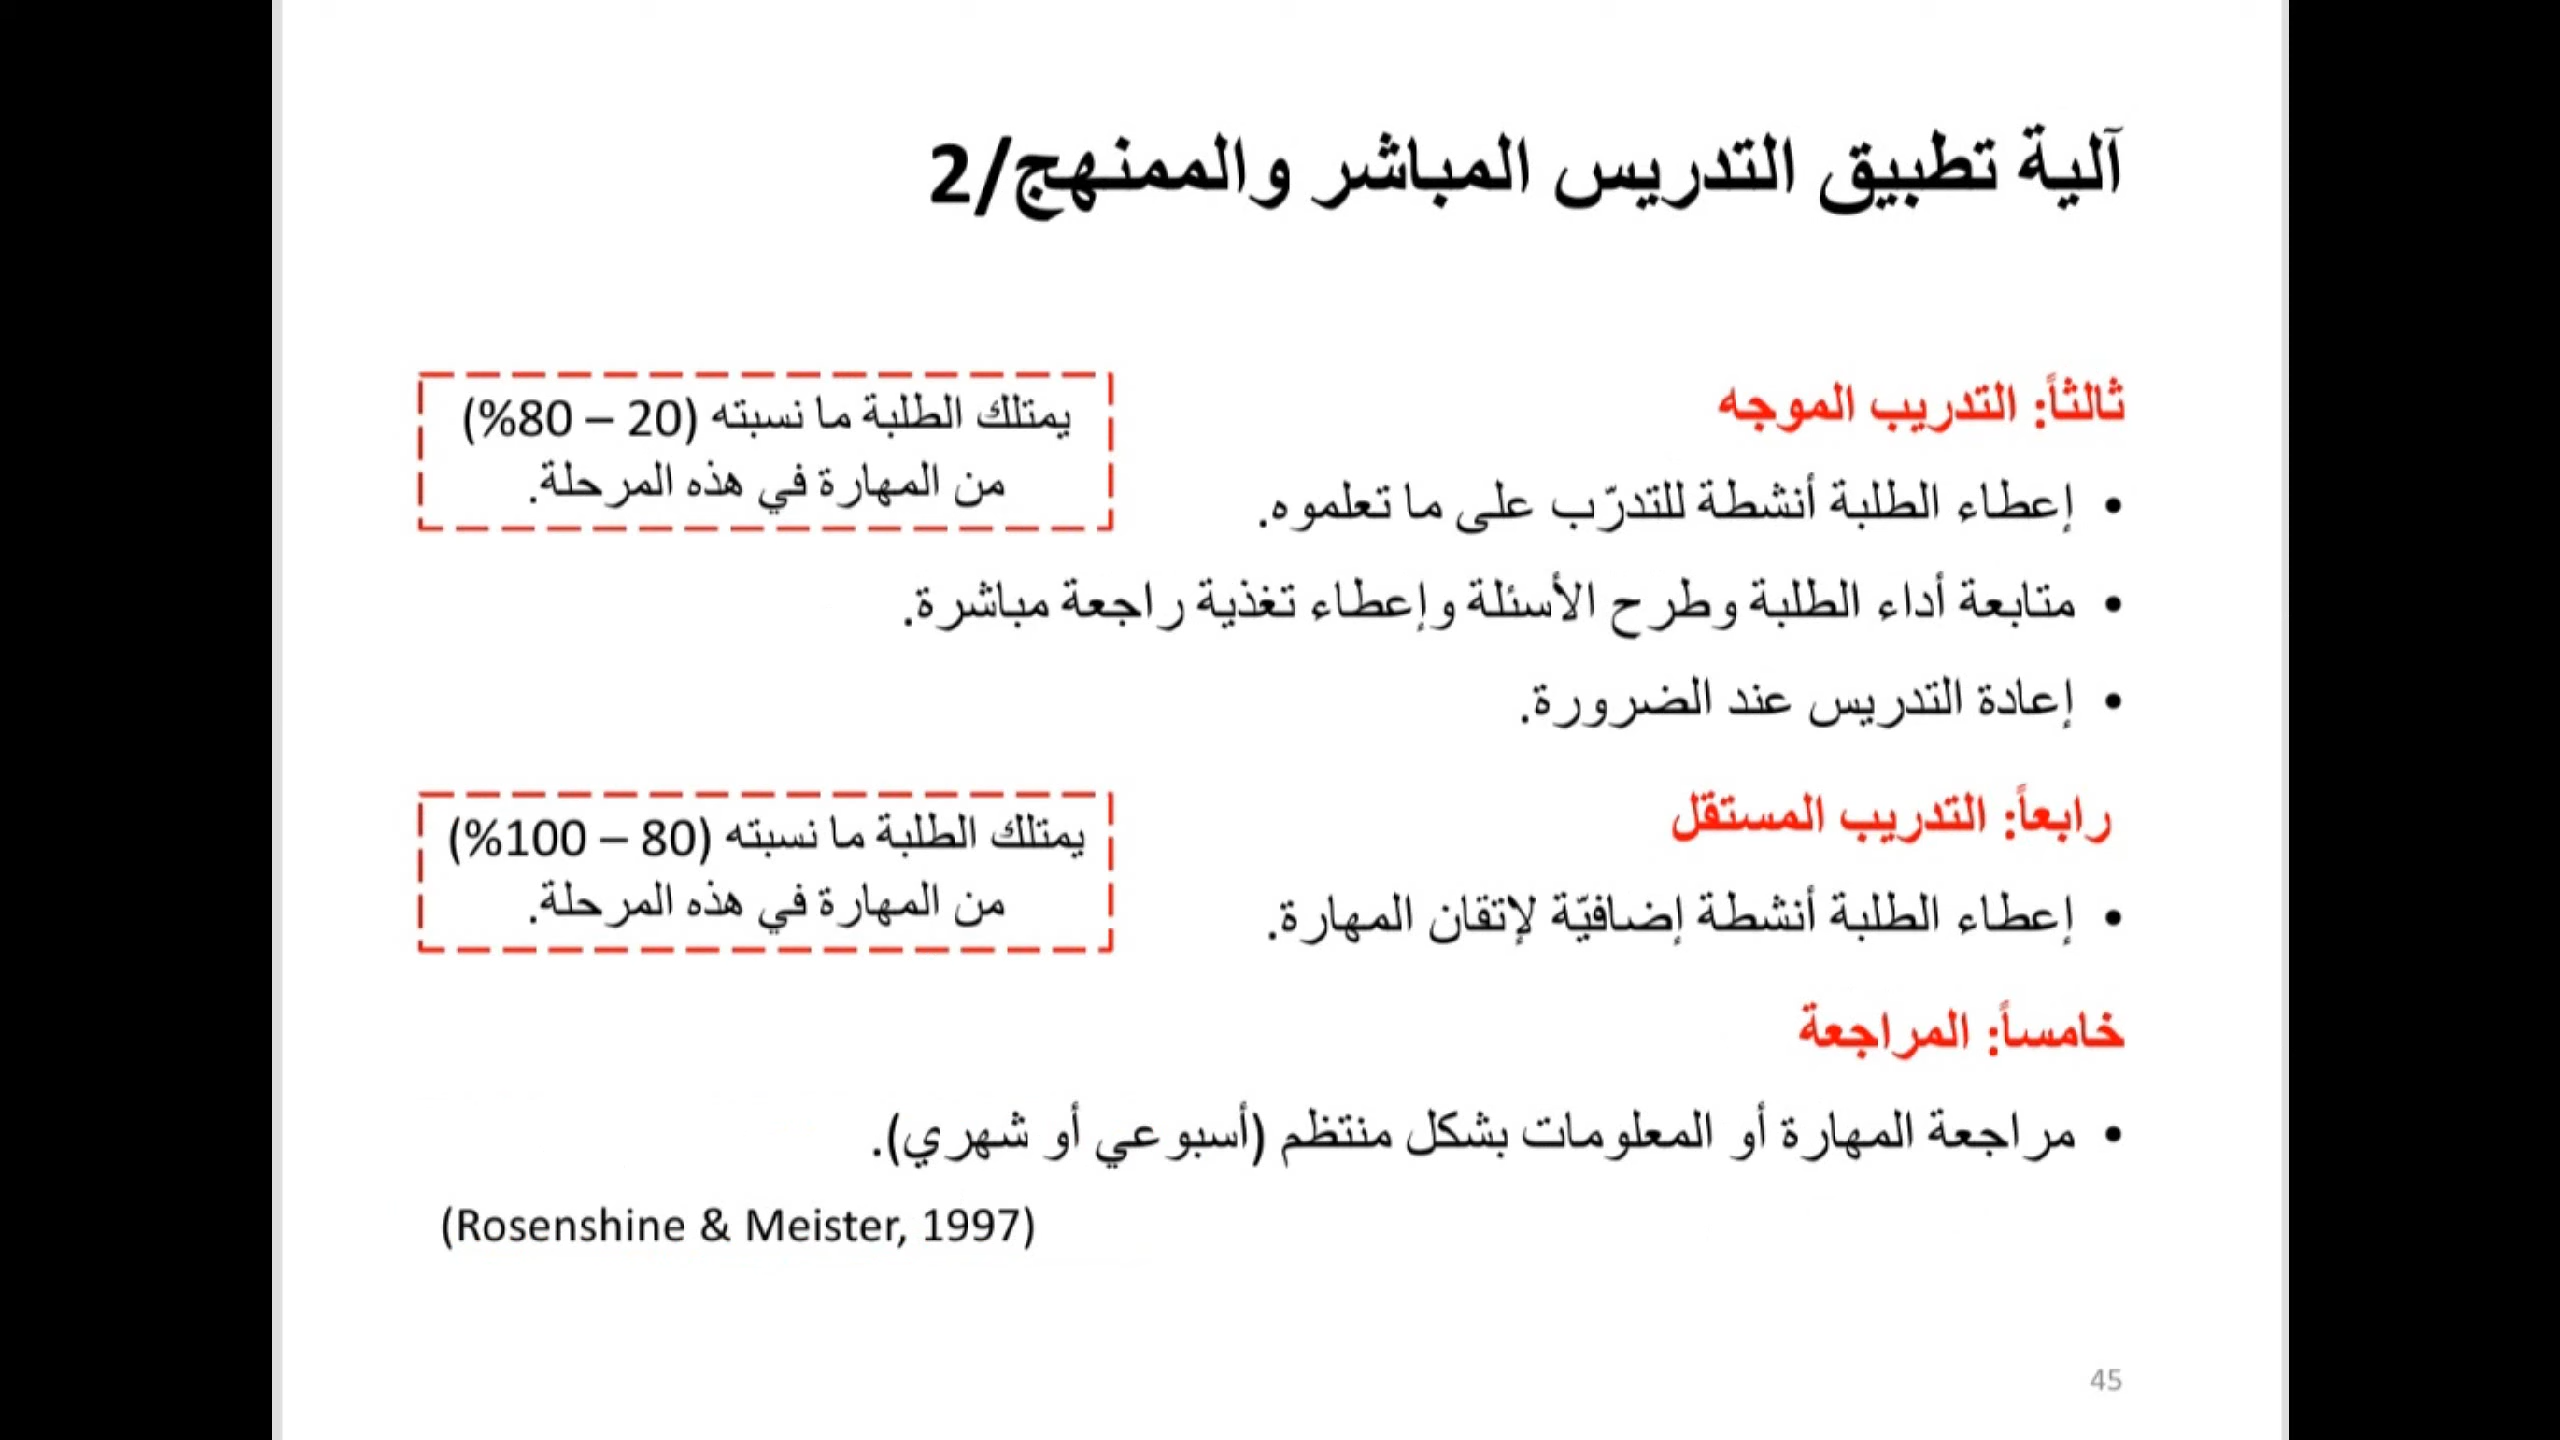 آلية تطبيق التدريس المباشر والممنهج/2
ثالثاً: التدريب الموجه
يمتلك الطلبة ما نسبته (20 – 80%)
من المهارة في هذه المرحلة.
• إعطاء الطلبة أنشطة للتدرّب على ما تعلموه.
• متابعة أداء الطلبة وطرح الأسئلة وإعطاء تغذية راجعة مباشرة.
• إعادة التدريس عند الضرورة.
رابعاً: التدريب المستقل
يمتلك الطلبة ما نسبته (80 – 100%)
من المهارة في هذه المرحلة.
• إعطاء الطلبة أنشطة إضافيّة لإتقان المهارة.
خامساً: المراجعة
• مراجعة المهارة أو المعلومات بشكل منتظم (أسبوعي أو شهري).
(Rosenshine & Meister, 1997)
45